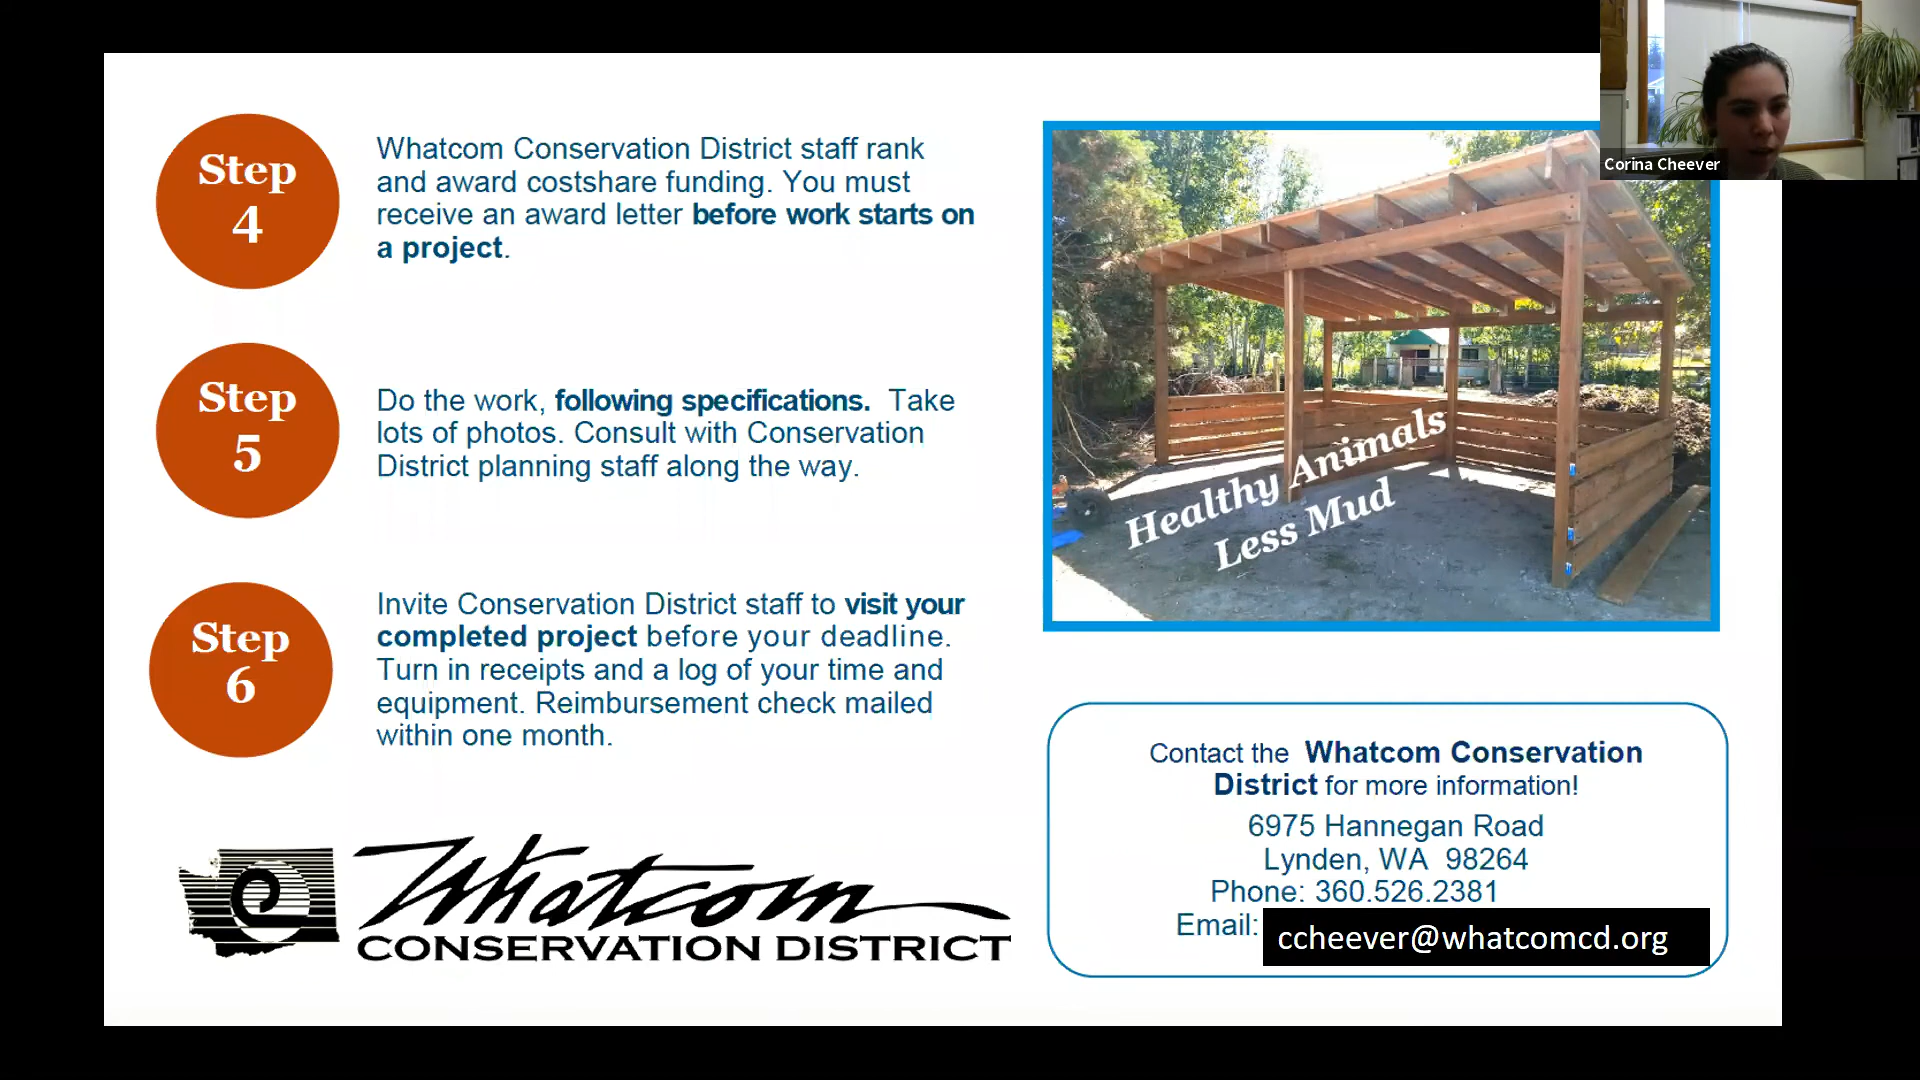 Step
4
Whatcom Conservation District staff rank
and award costshare funding. You must
receive an award letter before work starts on
a project.
Step
5
Do the work, following specifications. Take
lots of photos. Consult with Conservation
District planning staff along the way.
Step
6
Invite Conservation District staff to visit your
completed project before your deadline.
Turn in receipts and a log of your time and
equipment. Reimbursement check mailed
within one month.
Whatcom
CONSERVATION DISTRICT
Corina Cheever
Healthy Animals
Less Mud
Contact the Whatcom Conservation
District for more information!
6975 Hannegan Road
Lynden, WA 98264
Phone: 360.526.2381
Email: ccheever@whatcomcd.org